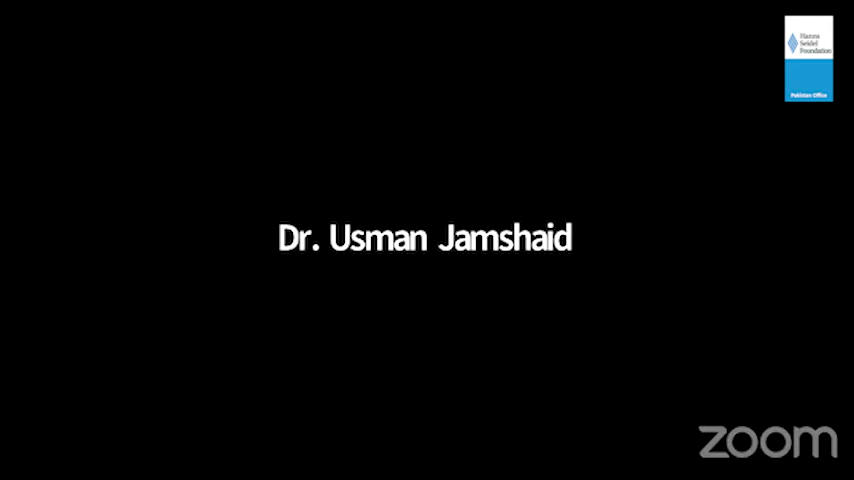 Hanns
Seidel
Foundation
Pakistan Office
Dr. Usman Jamshaid
zoom